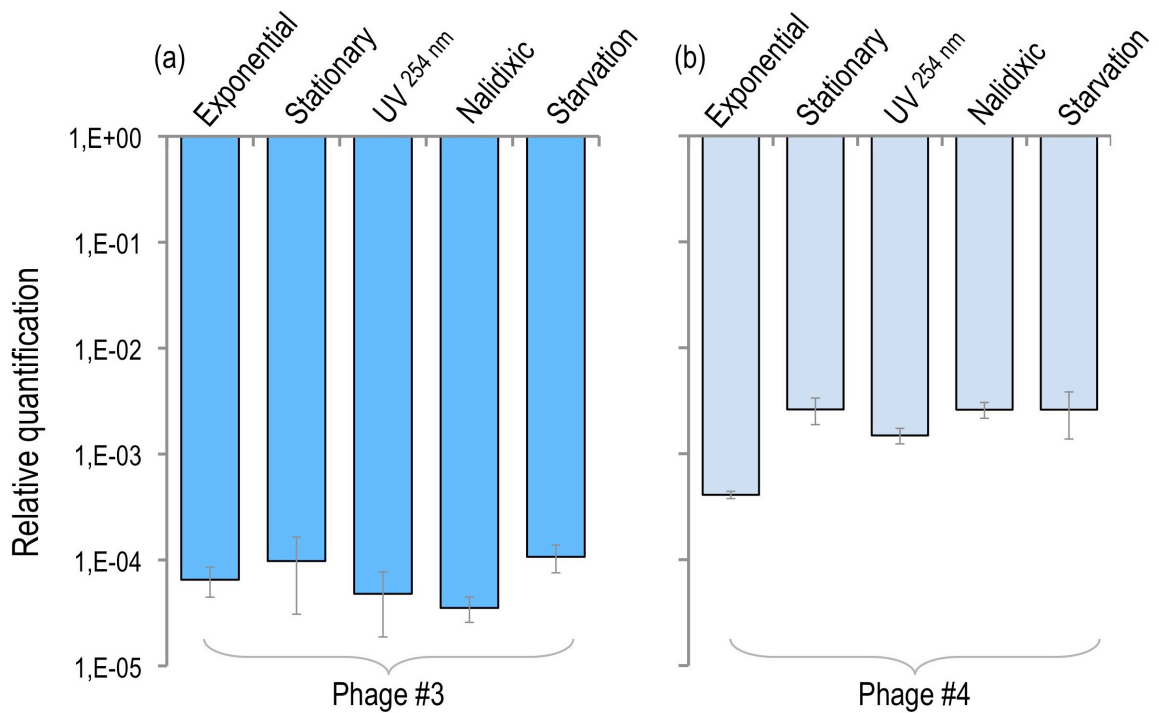 (a)
Exponential
Stationary
UV 254 nm
Nalidixic
Starvation
(b)
Exponential
Stationary
UV 254 nm
Nalidixic
Starvation
Relative quantification
1,E+00
1,E-01
1,E-02
1,E-03
1,E-04
1,E-05
Phage #3
Phage #4